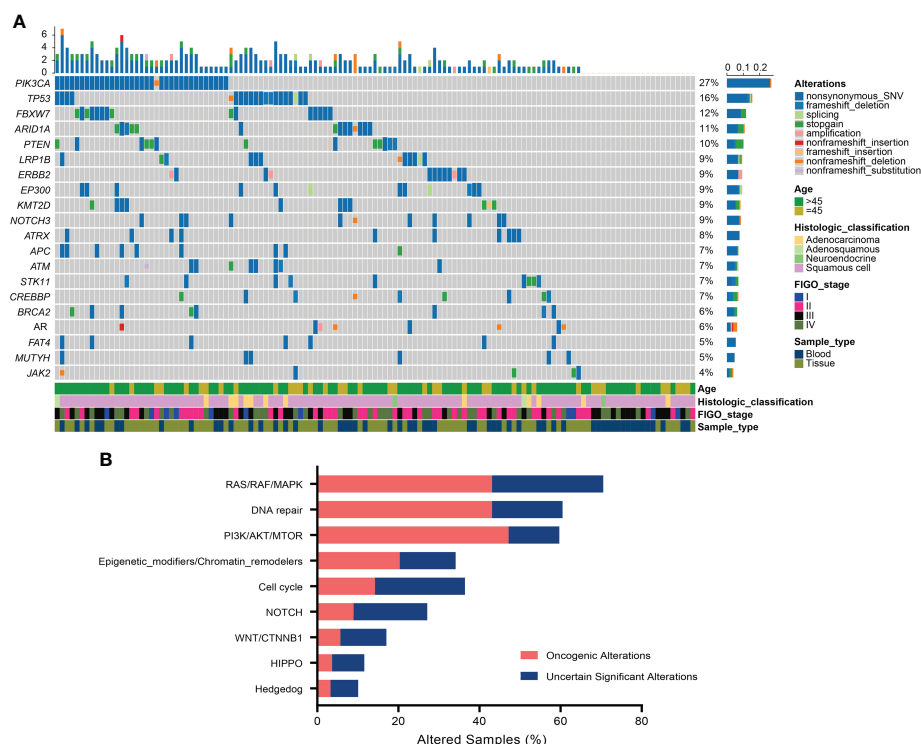 A
6
4
2
0
0 0.1 0.2
PIK3CA 27%
TP53 16%
FBXW7 12%
ARID1A 11%
PTEN 10%
LRP1B 9%
ERBB2 9%
EP300 9%
KMT2D 9%
NOTCH3 9%
ATRX 8%
APC 7%
ATM 7%
STK11 7%
CREBBP 7%
BRCA2 6%
AR 6%
FAT4 5%
MUTYH 5%
JAK2 4%
Age
Histologic_classification
FIGO_stage
Sample_type
Alterations
nonsynonymous_SNV
frameshift_deletion
splicing
stopgain
amplification
nonframeshift_insertion
frameshift_insertion
nonframeshift_deletion
nonframeshift_substitution
Age
>45
=45
Histologic_classification
Adenocarcinoma
Adenosquamous
Neuroendocrine
Squamous cell
FIGO_stage
I
II
III
IV
Sample_type
Blood
Tissue
B
RAS/RAF/MAPK
DNA repair
PI3K/AKT/MTOR
Epigenetic_modifiers/Chromatin_remodelers
Cell cycle
NOTCH
WNT/CTNNB1
HIPPO
Hedgedog
Oncogenic Alterations
Uncertain Significant Alterations
0 20 40 60 80
Altered Samples (%)